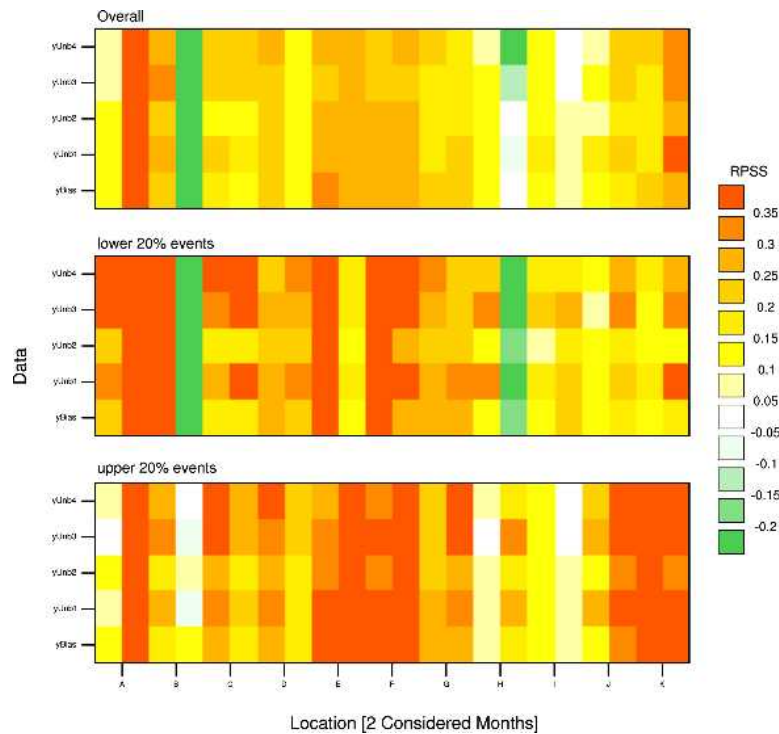 Overall
yUnb4
yUnb3
yUnb2
yUnb1
yBias
lower 20% events
yUnb4
yUnb3
yUnb2
yUnb1
yBias
upper 20% events
yUnb4
yUnb3
yUnb2
yUnb1
yBias
A B C D E F G H I J K
Data
Location [2 Considered Months]
RPSS
0.35
0.3
0.25
0.2
0.15
0.1
0.05
-0.05
-0.1
-0.15
-0.2